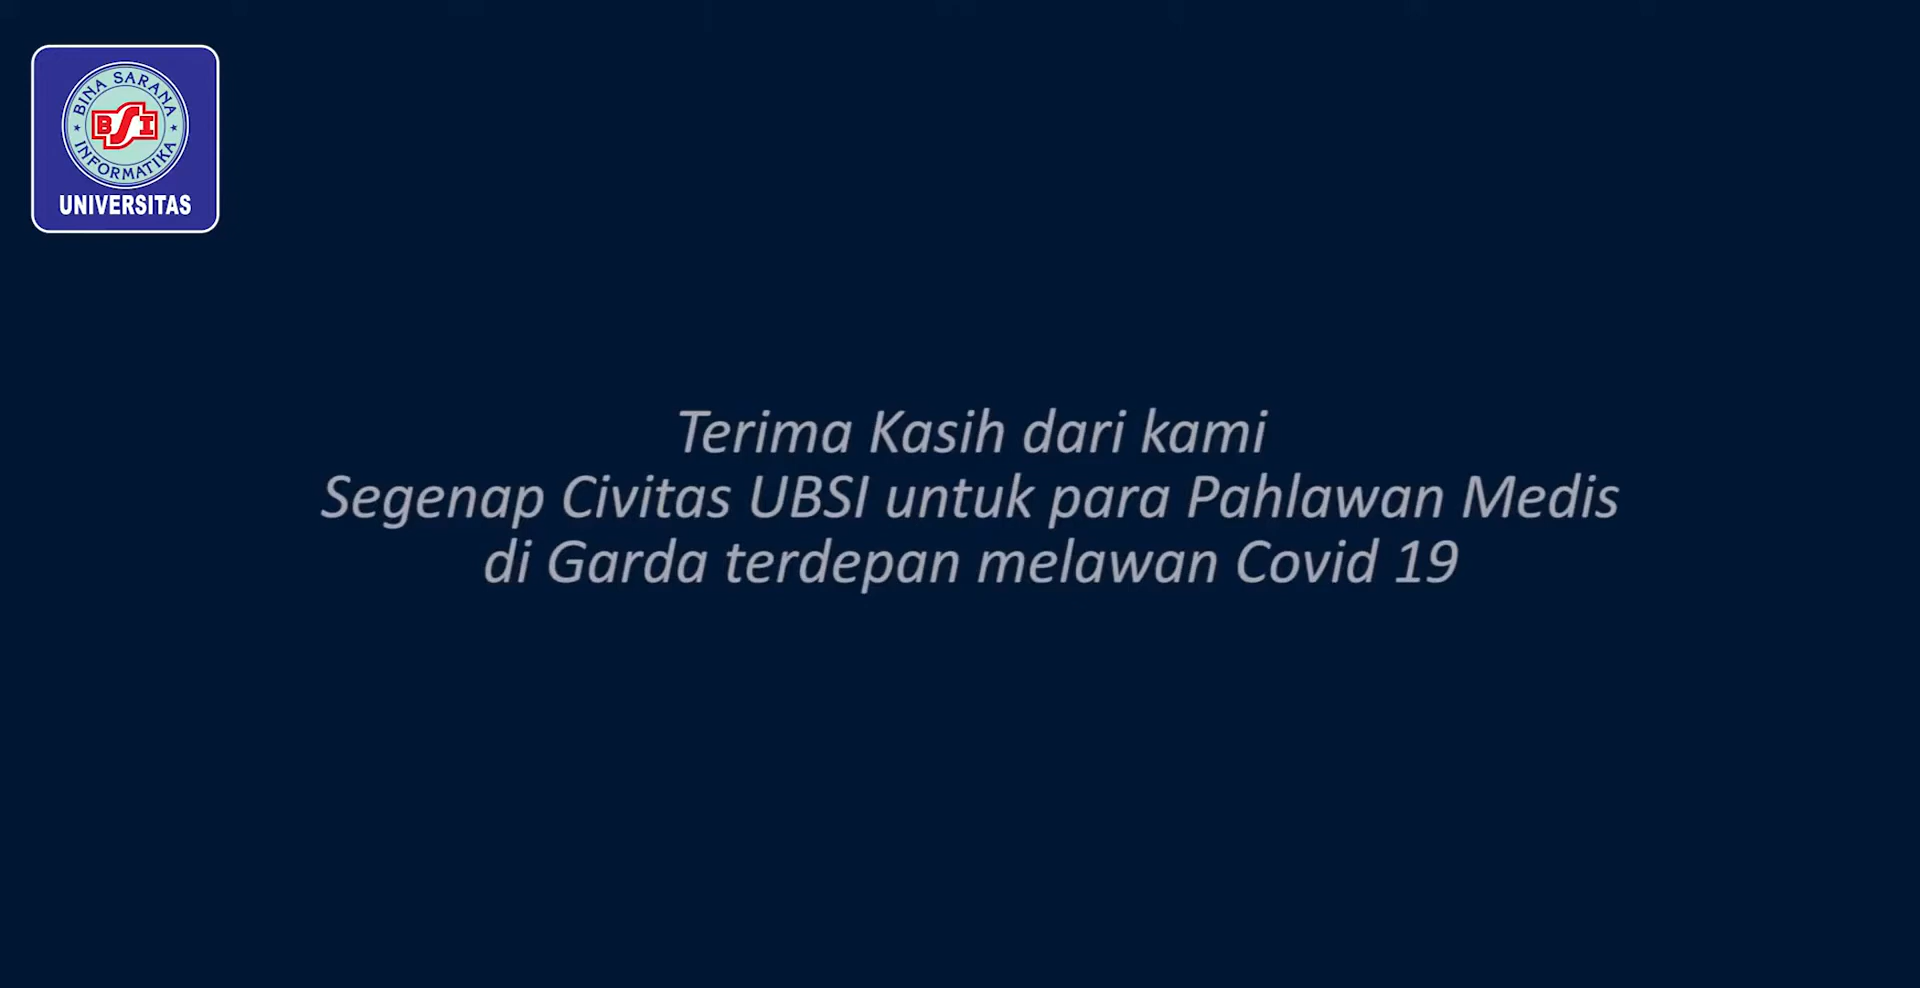 BINA SARANA
BSI
INFORMATIKA
UNIVERSITAS
Terima Kasih dari kami
Segenap Civitas UBSI untuk para Pahlawan Medis
di Garda terdepan melawan Covid 19